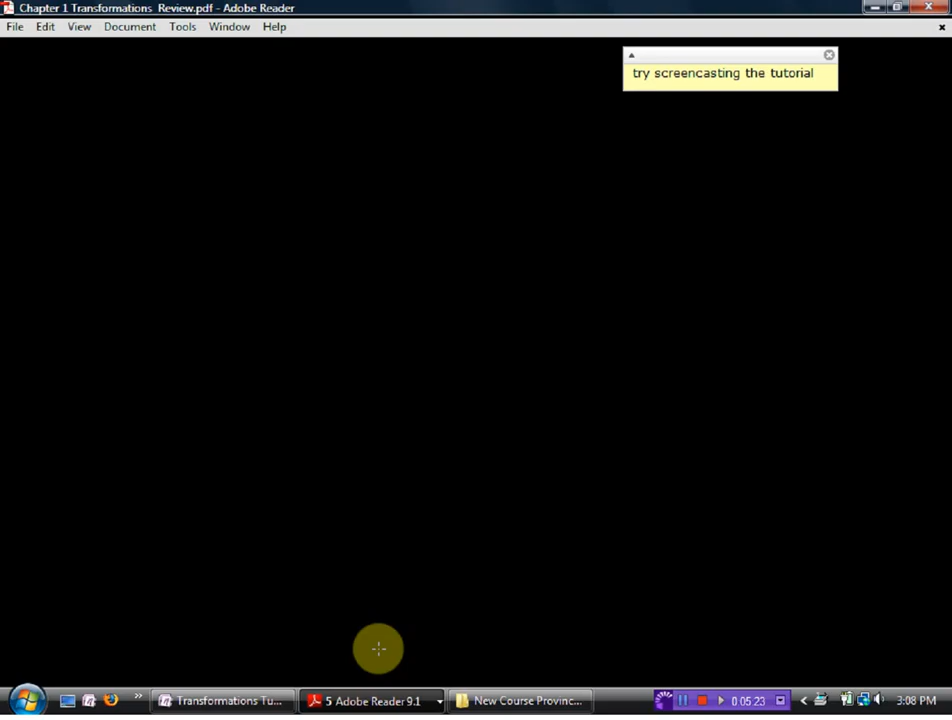 Chapter 1 Transformations Review.pdf - Adobe Reader
File Edit View Document Tools Window Help
try screencasting the tutorial
Transformations Tu... 5 Adobe Reader 9.1 New Course Provinc... 0:05:23 3:08 PM